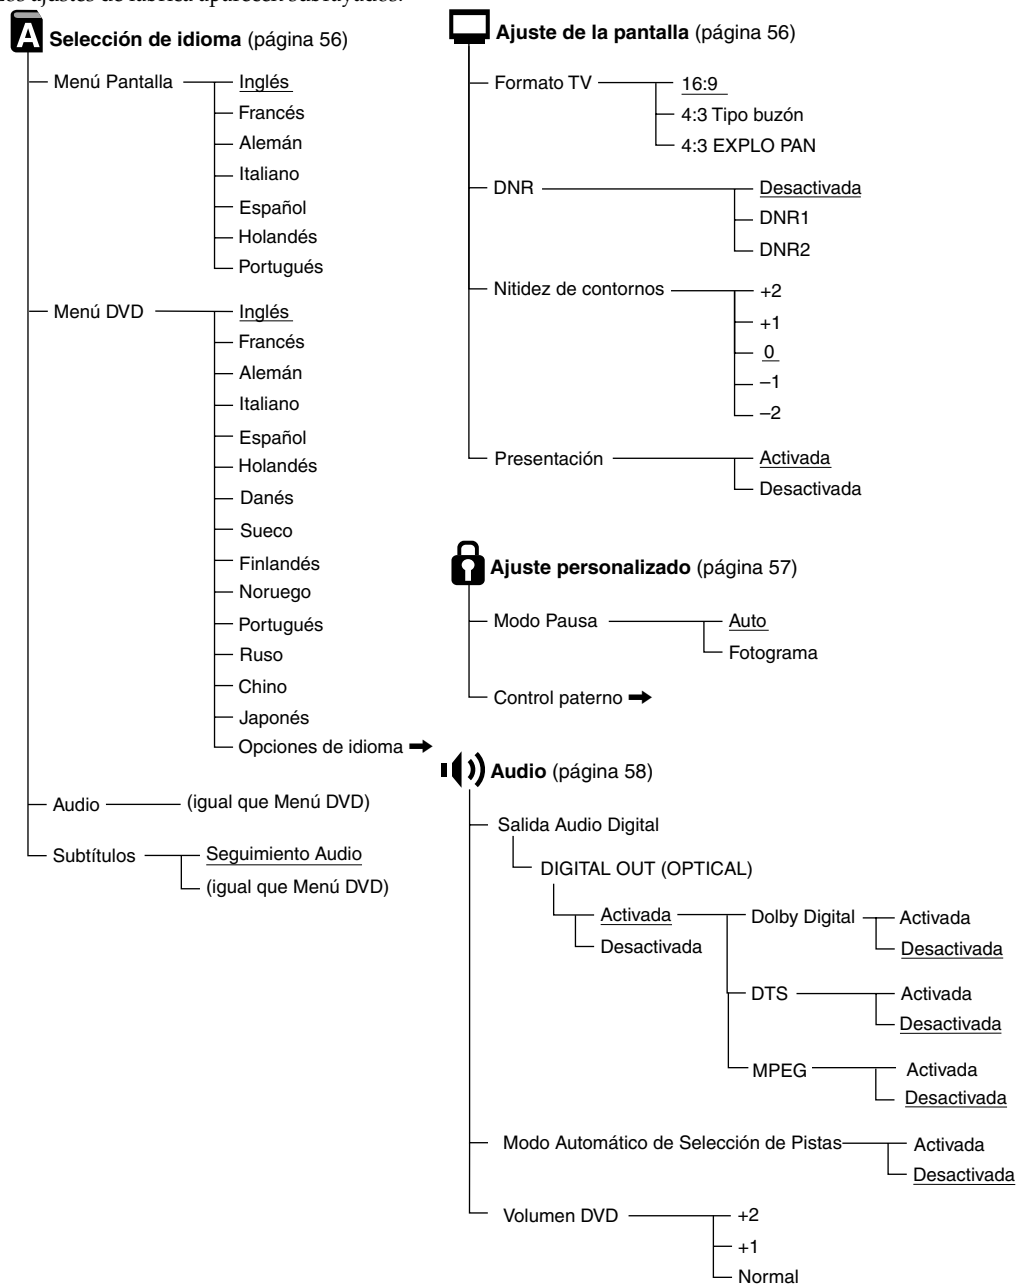 los ajustes de fábrica aparecen subrayados.
A Selección de idioma (página 56)
Menú Pantalla
Inglés
Francés
Alemán
Italiano
Español
Holandés
Portugués
Menú DVD
Inglés
Francés
Alemán
Italiano
Español
Holandés
Danés
Sueco
Finlandés
Noruego
Portugués
Ruso
Chino
Japonés
Opciones de idioma
Audio
(igual que Menú DVD)
Subtítulos
Seguimiento Audio
(igual que Menú DVD)
Ajuste de la pantalla (página 56)
Formato TV
16:9
4:3 Tipo buzón
4:3 EXPLO PAN
DNR
Desactivada
DNR1
DNR2
Nitidez de contornos
+2
+1
0
–1
–2
Presentación
Activada
Desactivada
Ajuste personalizado (página 57)
Modo Pausa
Auto
Fotograma
Control paterno
Audio (página 58)
Salida Audio Digital
DIGITAL OUT (OPTICAL)
Activada
Desactivada
Dolby Digital
Activada
Desactivada
DTS
Activada
Desactivada
MPEG
Activada
Desactivada
Modo Automático de Selección de Pistas
Activada
Desactivada
Volumen DVD
+2
+1
Normal